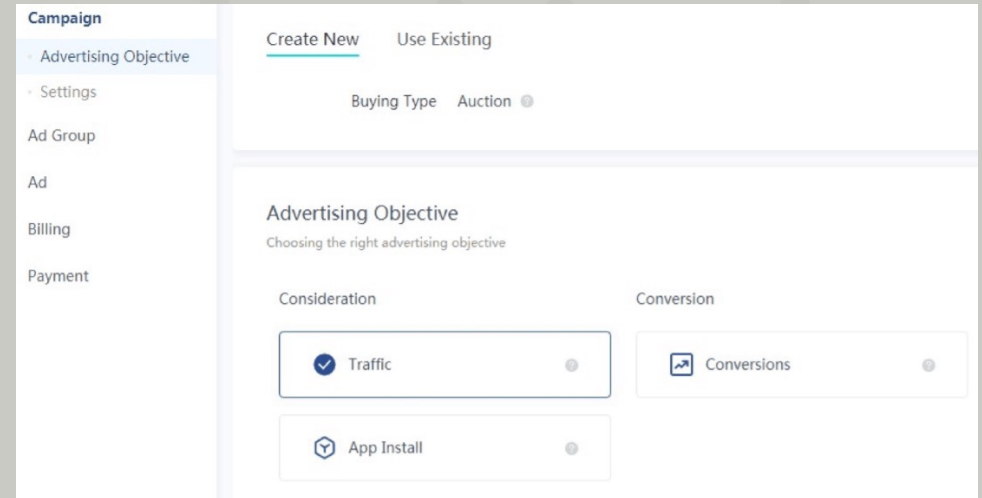 Campaign
Advertising Objective
Settings
Ad Group
Ad
Billing
Payment
Create New Use Existing
Buying Type Auction
Advertising Objective
Choosing the right advertising objective
Consideration Conversion
Traffic Conversions
App Install